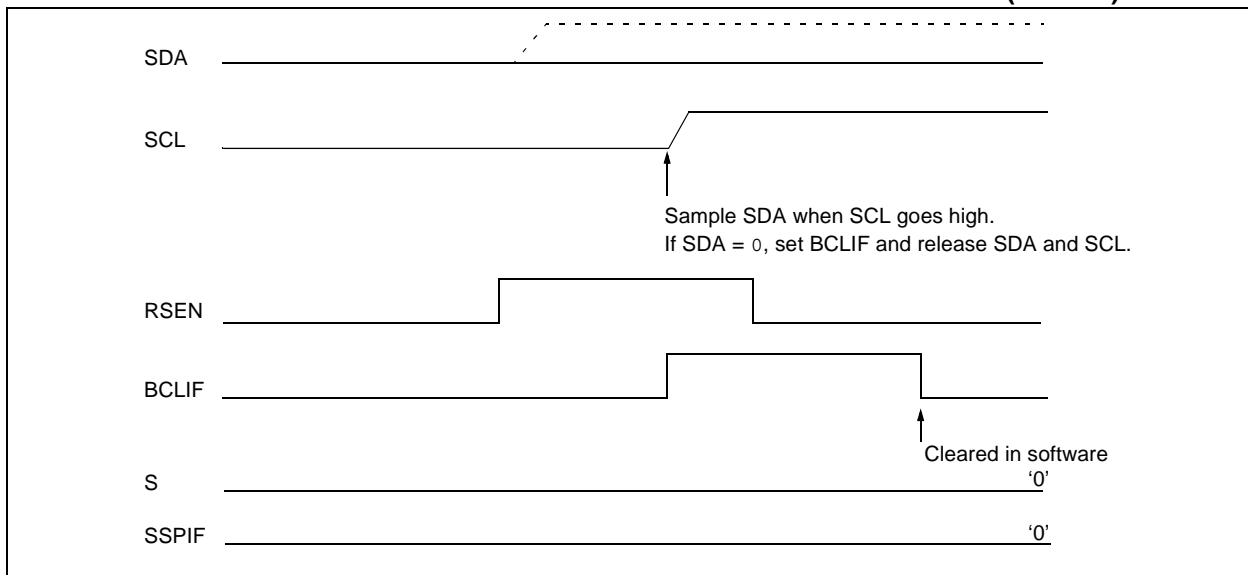 SDA
SCL
Sample SDA when SCL goes high.
If SDA = 0, set BCLIF and release SDA and SCL.
RSEN
BCLIF
Cleared in software
S
‘0’
SSPIF
‘0’